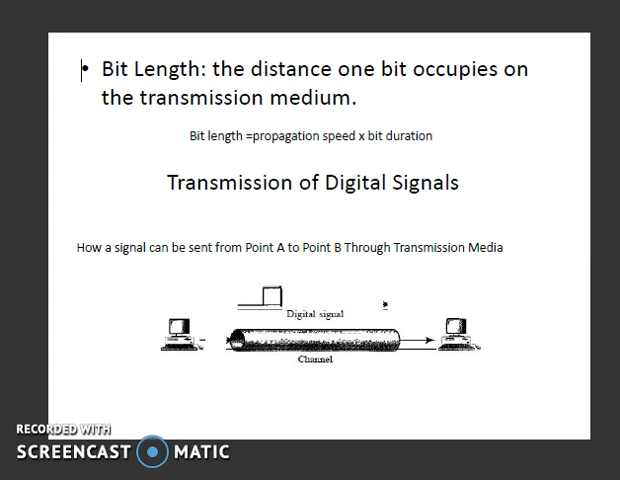 • Bit Length: the distance one bit occupies on
the transmission medium.
Bit length =propagation speed x bit duration
Transmission of Digital Signals
How a signal can be sent from Point A to Point B Through Transmission Media
Digital signal
Channel
RECORDED WITH
SCREENCAST MATIC